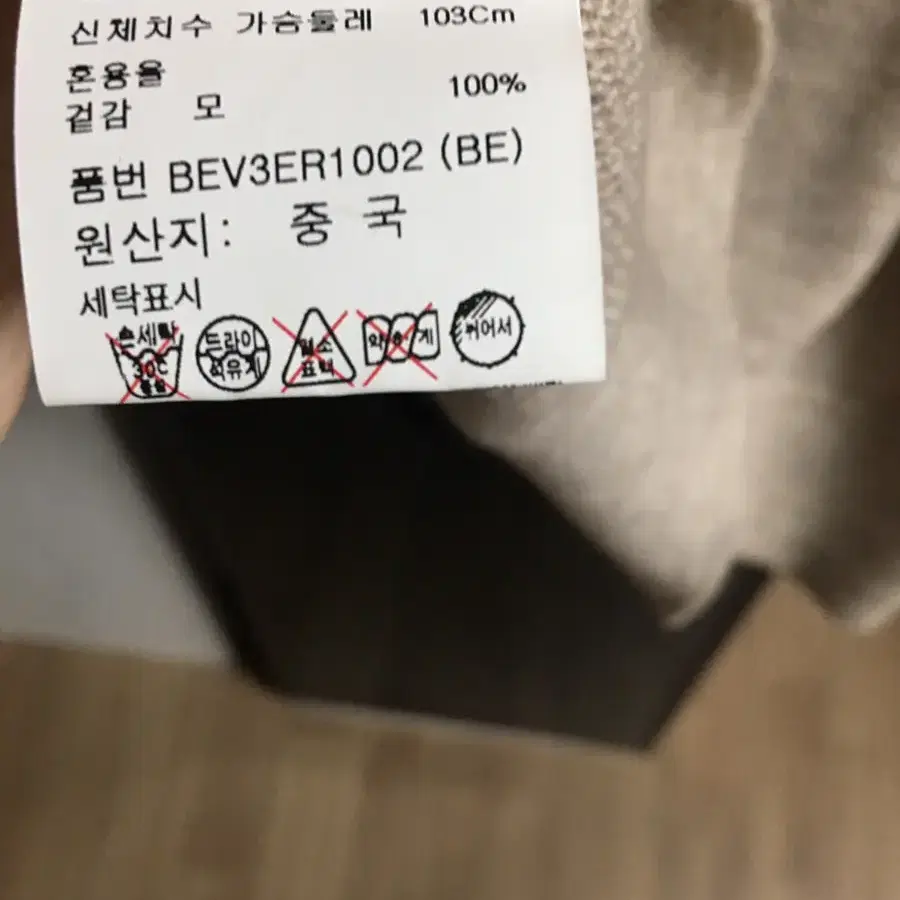 신체치수 가슴둘레 103Cm
혼용율
겉감 모 100%
품번 BEV3ER1002 (BE)
원산지: 중 국
세탁표시
손세탁 드라이 염소 약하게 뉘어서
30℃ 석유계 표백